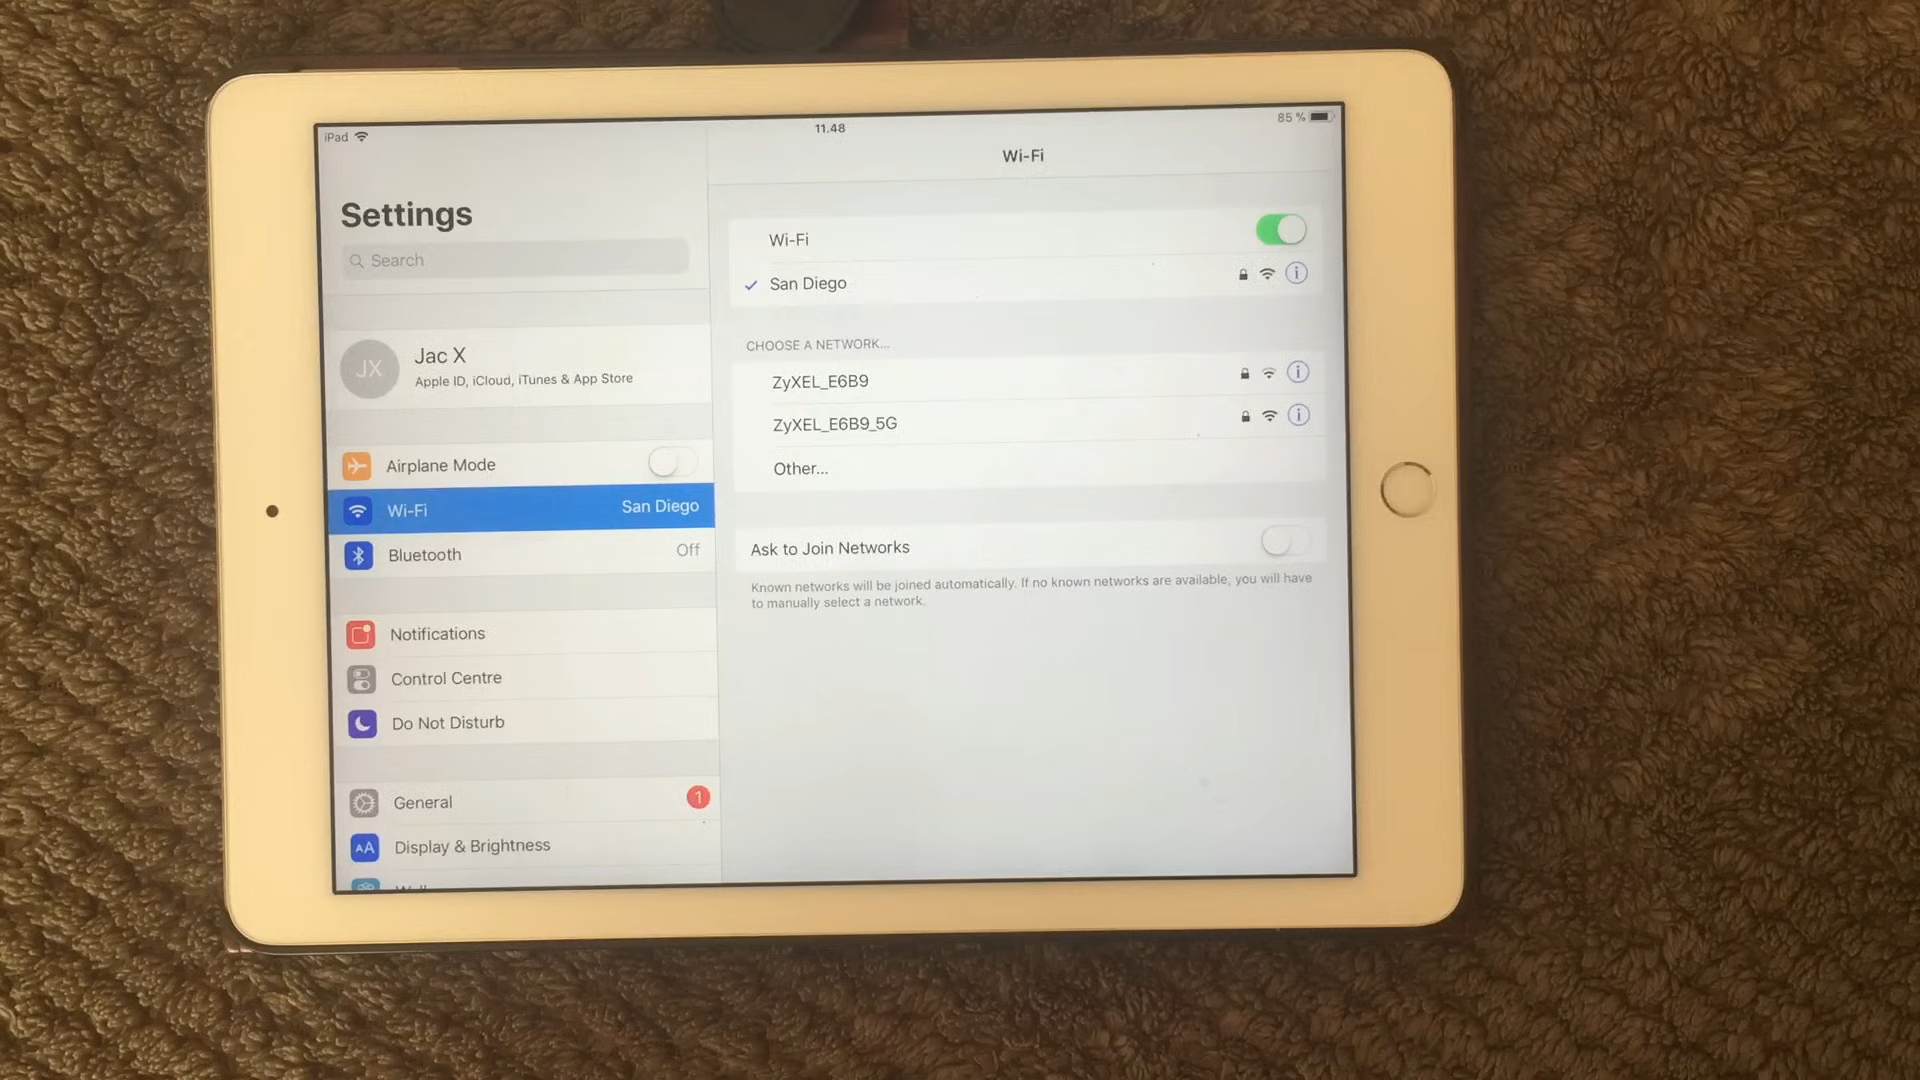 iPad
11.48
85 %
Settings
Search
JX
Jac X
Apple ID, iCloud, iTunes & App Store
Airplane Mode
Wi-Fi San Diego
Bluetooth Off
Notifications
Control Centre
Do Not Disturb
General 1
AA Display & Brightness
Wi-Fi
Wi-Fi
San Diego
CHOOSE A NETWORK...
ZyXEL_E6B9
ZyXEL_E6B9_5G
Other...
Ask to Join Networks
Known networks will be joined automatically. If no known networks are available, you will have
to manually select a network.